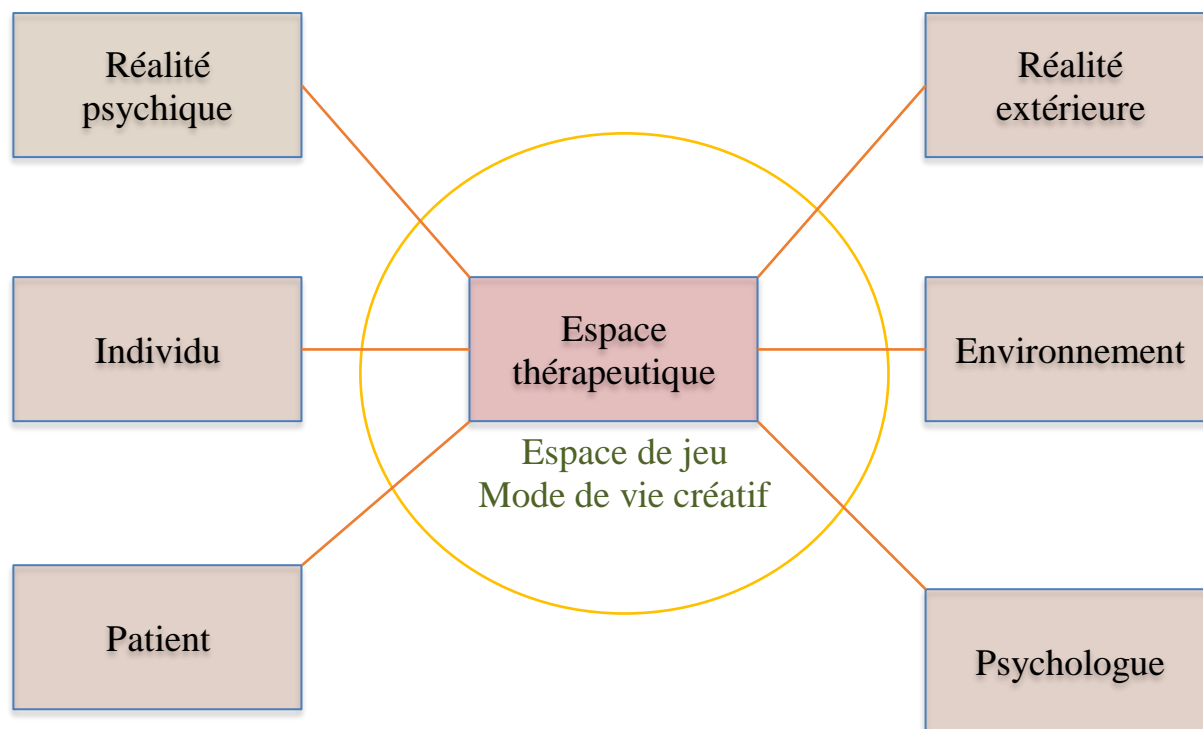 Réalité
psychique
Réalité
extérieure
Individu
Espace
thérapeutique
Environnement
Espace de jeu
Mode de vie créatif
Patient
Psychologue